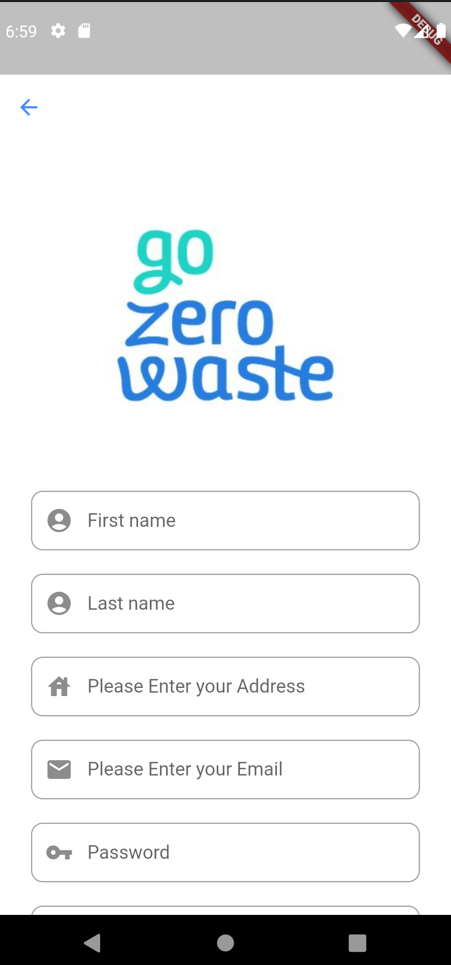 6:59
DEBUG
go
zero
waste
First name
Last name
Please Enter your Address
Please Enter your Email
Password